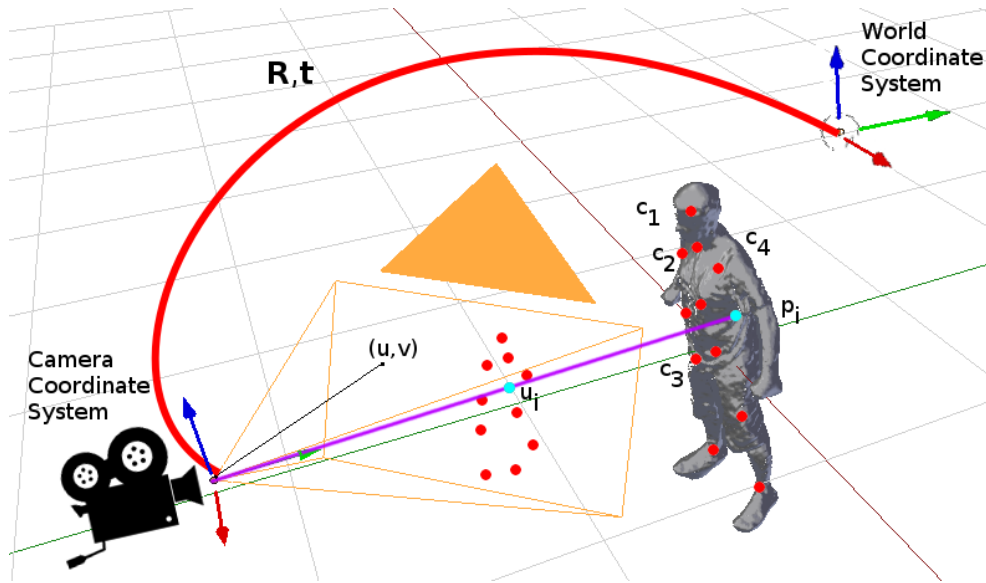 World
Coordinate
System
R,t
c1
c4
c2
pi
(u,v)
c3
Camera
Coordinate
System
ui